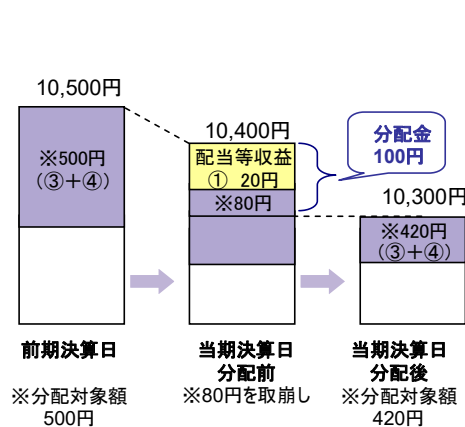 10,500円
※500円
(③+④)
10,400円
配当等収益
① 20円
※80円
分配金
100円
10,300円
※420円
(③+④)
前期決算日
※分配対象額
500円
当期決算日
分配前
※80円を取崩し
当期決算日
分配後
※分配対象額
420円